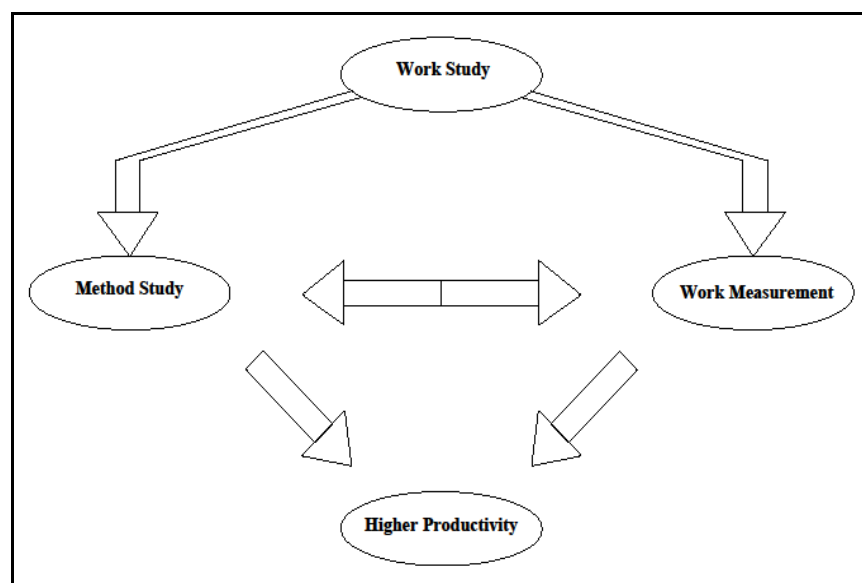 Work Study
Method Study
Work Measurement
Higher Productivity